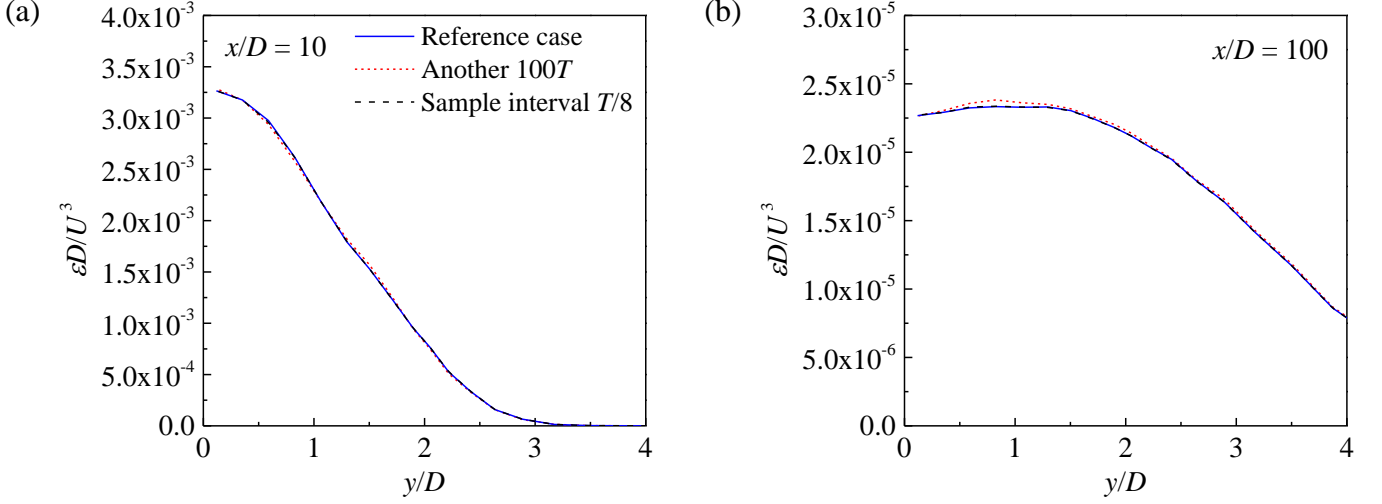 (a)
4.0x10⁻³
3.5x10⁻³
3.0x10⁻³
2.5x10⁻³
2.0x10⁻³
1.5x10⁻³
1.0x10⁻³
5.0x10⁻⁴
0.0
εD/U³
x/D = 10
Reference case
Another 100T
Sample interval T/8
0 1 2 3 4
y/D
(b)
3.0x10⁻⁵
2.5x10⁻⁵
2.0x10⁻⁵
1.5x10⁻⁵
1.0x10⁻⁵
5.0x10⁻⁶
0.0
εD/U³
x/D = 100
0 1 2 3 4
y/D